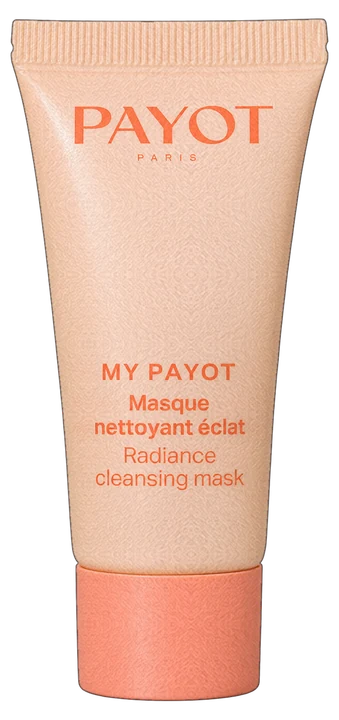 PAYOT
PARIS
MY PAYOT
Masque
nettoyant éclat
Radiance
cleansing mask